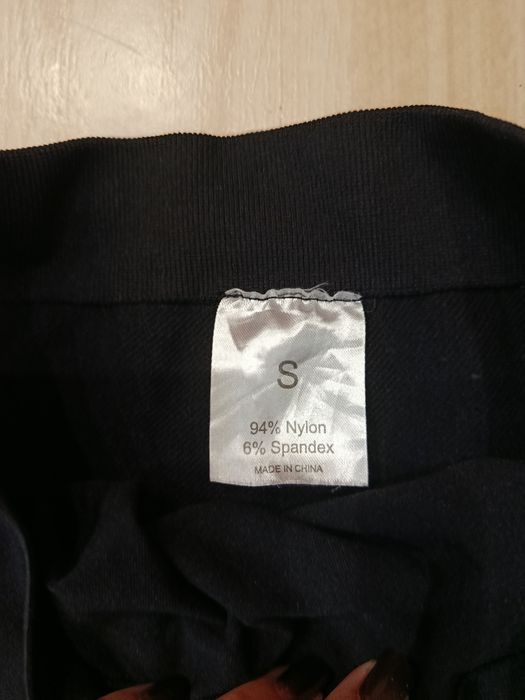 S
94% Nylon
6% Spandex
MADE IN CHINA